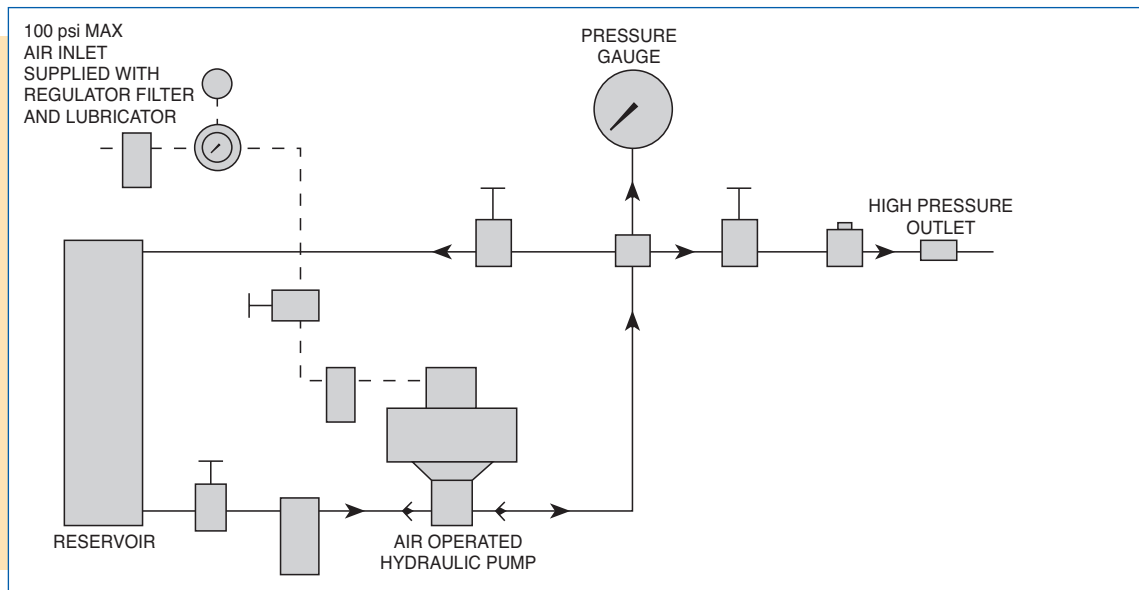 100 psi MAX
AIR INLET
SUPPLIED WITH
REGULATOR FILTER
AND LUBRICATOR
PRESSURE
GAUGE
HIGH PRESSURE
OUTLET
RESERVOIR
AIR OPERATED
HYDRAULIC PUMP